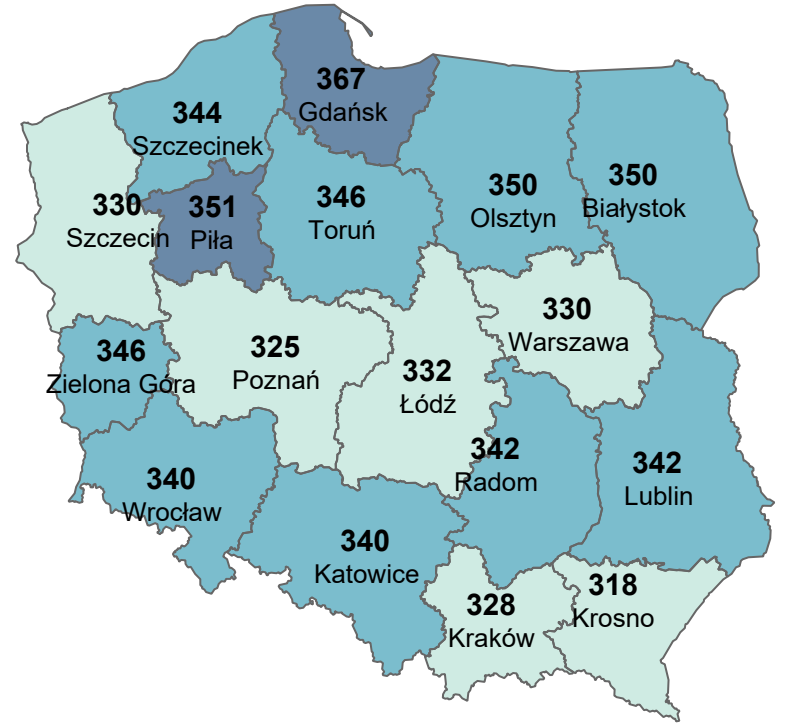 367
Gdańsk
344
Szczecinek
350
Białystok
350
Olsztyn
346
Toruń
330
Szczecin
351
Piła
330
Warszawa
346
Zielona Góra
325
Poznań
332
Łódź
342
Radom
342
Lublin
340
Wrocław
340
Katowice
328
Kraków
318
Krosno